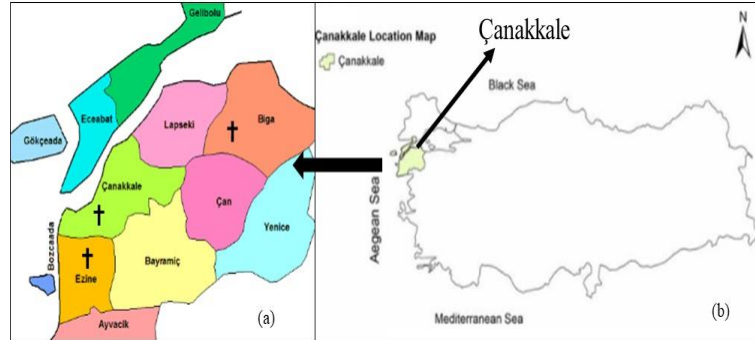 Gelibolu
Eceabat
Gökçeada
Lapseki
Biga
Çanakkale
Çan
Yenice
Bozcaada
Bayramiç
Ezine
Ayvacik
(a)
Çanakkale Location Map
Çanakkale
Çanakkale
N
Black Sea
Aegean Sea
Mediterranean Sea
(b)